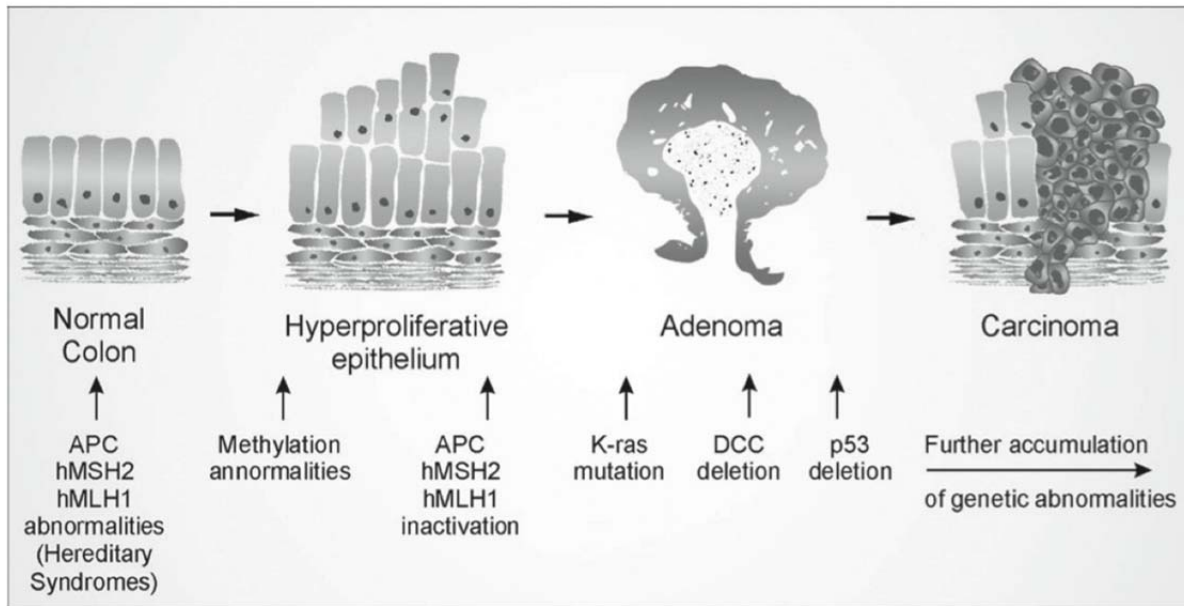 Normal
Colon
Hyperproliferative
epithelium
Adenoma
Carcinoma
APC
hMSH2
hMLH1
abnormalities
(Hereditary
Syndromes)
Methylation
annormalities
APC
hMSH2
hMLH1
inactivation
K-ras
mutation
DCC
deletion
p53
deletion
Further accumulation
of genetic abnormalities